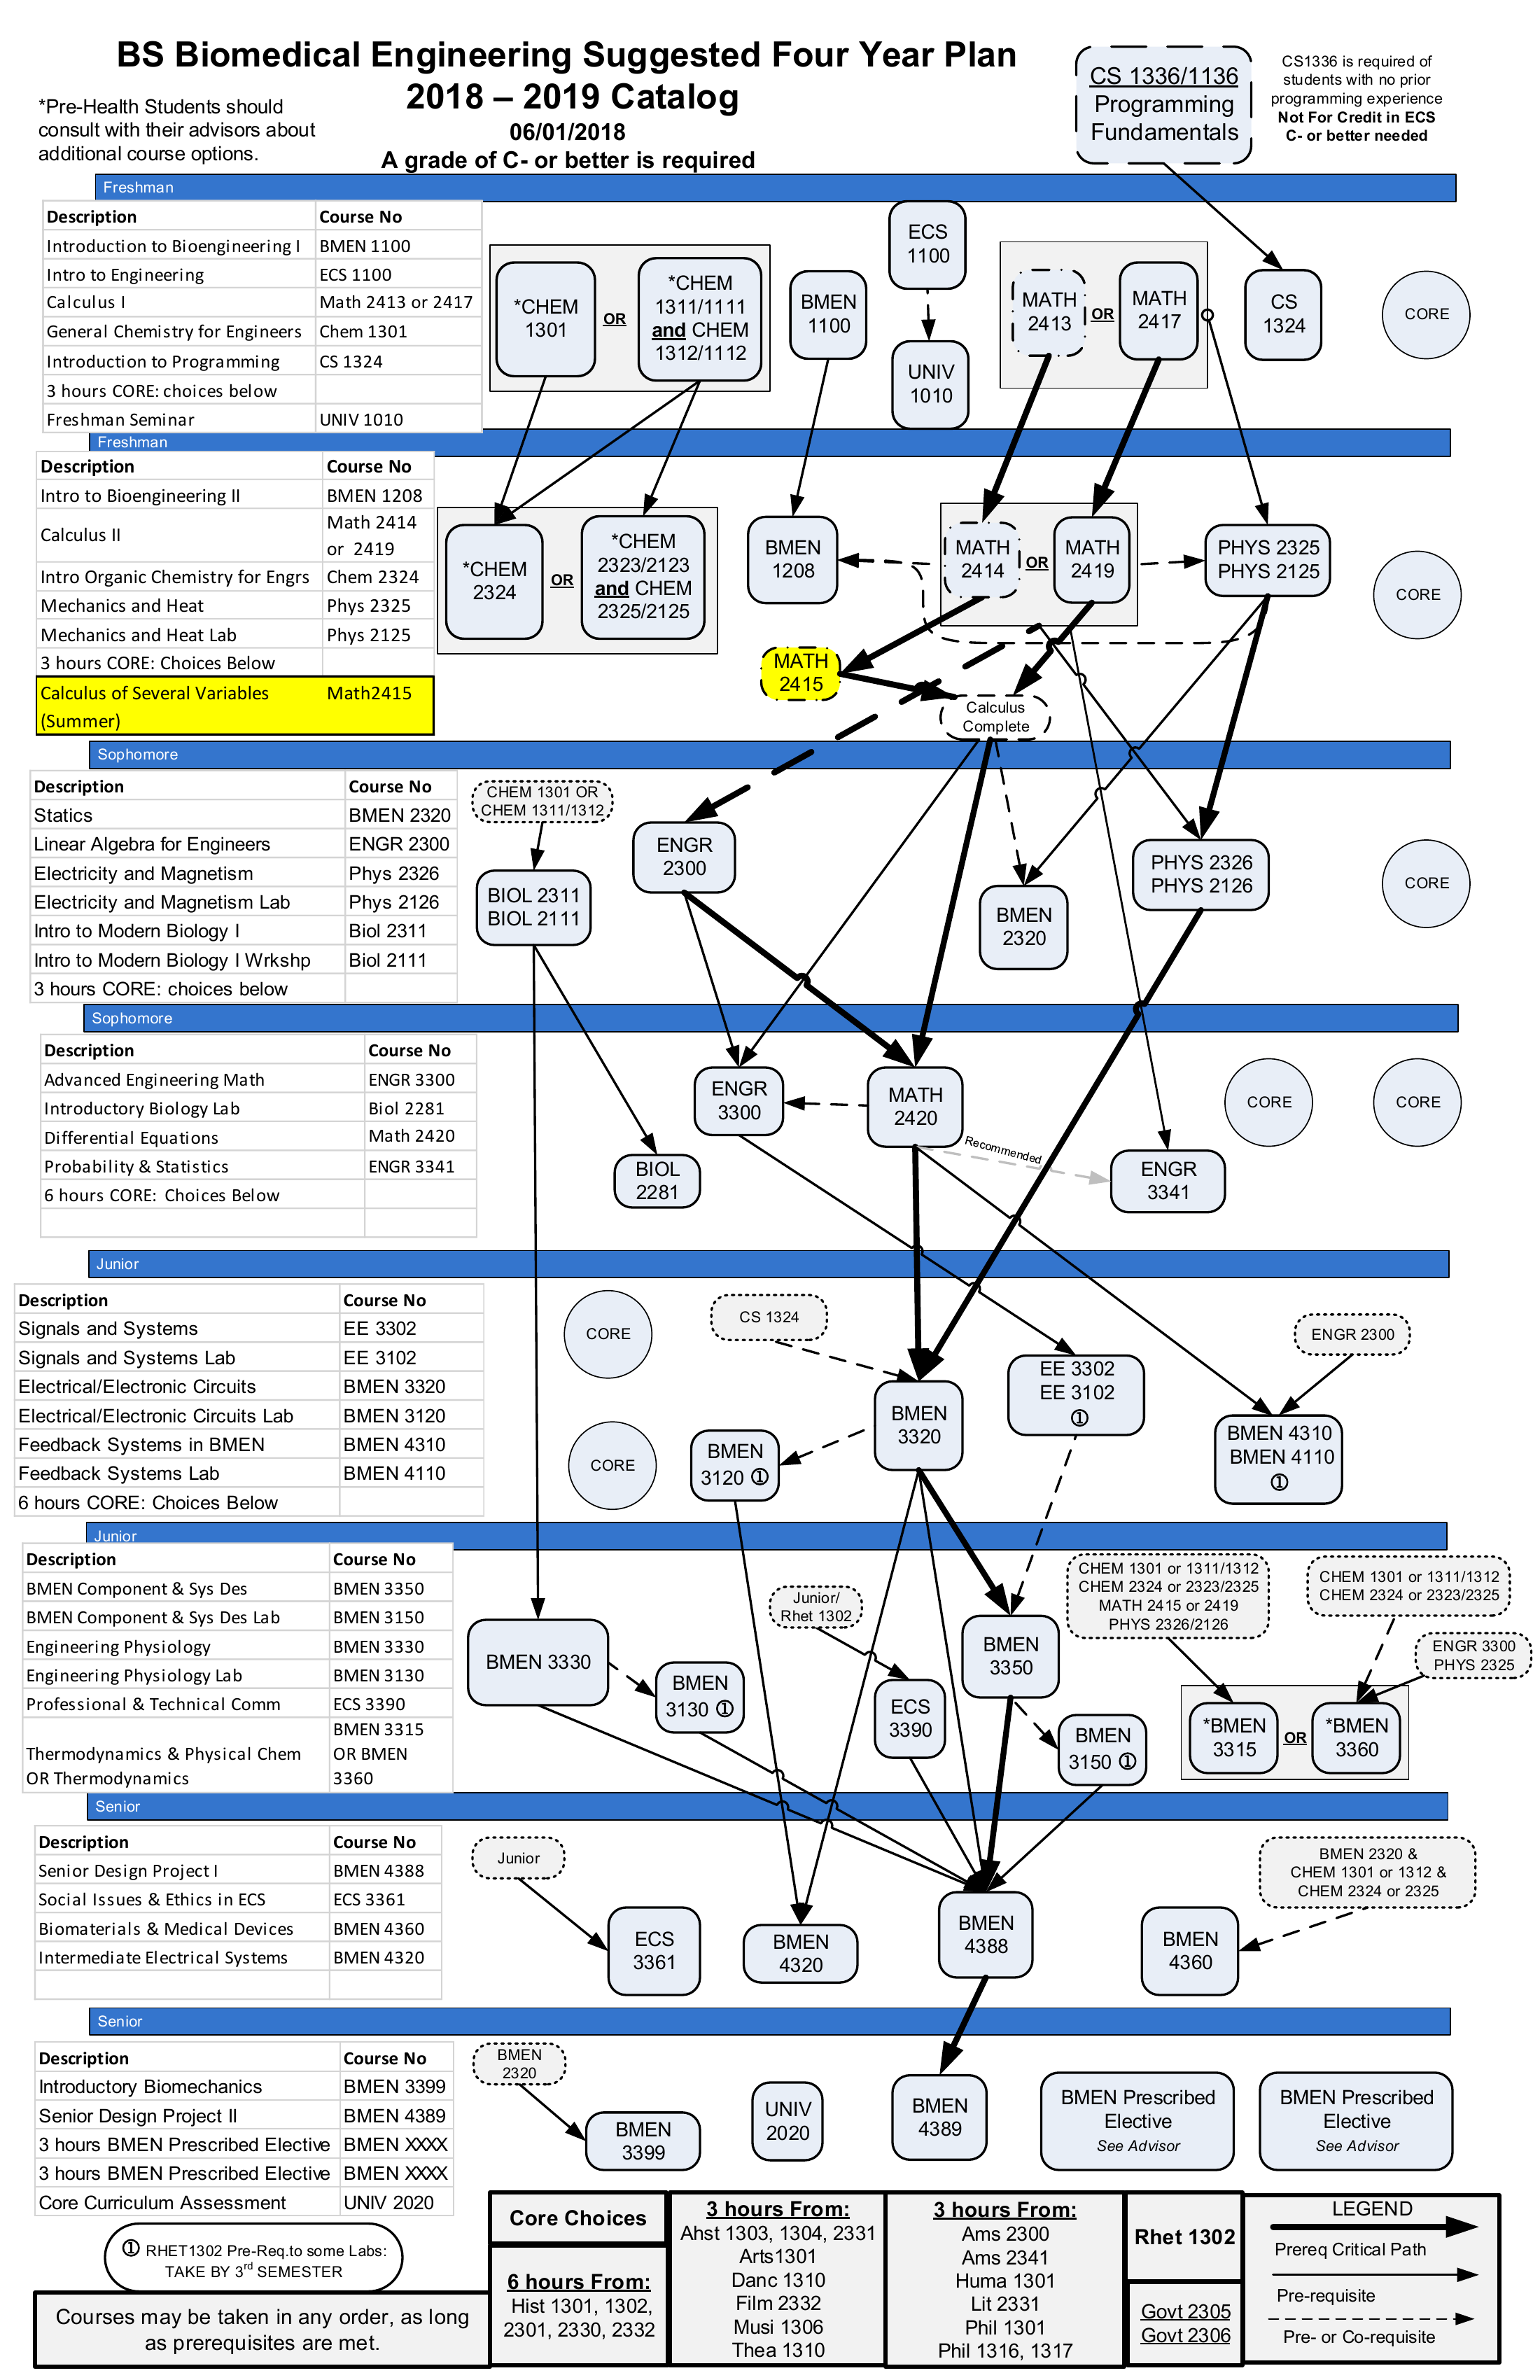 BS Biomedical Engineering Suggested Four Year Plan
2018 – 2019 Catalog
06/01/2018
A grade of C- or better is required
*Pre-Health Students should
consult with their advisors about
additional course options.
CS 1336/1136
Programming
Fundamentals
CS1336 is required of
students with no prior
programming experience
Not For Credit in ECS
C- or better needed
Freshman
Description Course No
Introduction to Bioengineering I BMEN 1100
Intro to Engineering ECS 1100
Calculus I Math 2413 or 2417
General Chemistry for Engineers Chem 1301
Introduction to Programming CS 1324
3 hours CORE: choices below
Freshman Seminar UNIV 1010
*CHEM
1301
OR
*CHEM
1311/1111
and CHEM
1312/1112
BMEN
1100
ECS
1100
UNIV
1010
MATH
2413
OR
MATH
2417
CS
1324
CORE
Freshman
Description Course No
Intro to Bioengineering II BMEN 1208
Calculus II Math 2414
or 2419
Intro Organic Chemistry for Engrs Chem 2324
Mechanics and Heat Phys 2325
Mechanics and Heat Lab Phys 2125
3 hours CORE: Choices Below
Calculus of Several Variables Math2415
(Summer)
*CHEM
2324
OR
*CHEM
2323/2123
and CHEM
2325/2125
BMEN
1208
MATH
2414
OR
MATH
2419
PHYS 2325
PHYS 2125
CORE
MATH
2415
Calculus
Complete
Sophomore
Description Course No
Statics BMEN 2320
Linear Algebra for Engineers ENGR 2300
Electricity and Magnetism Phys 2326
Electricity and Magnetism Lab Phys 2126
Intro to Modern Biology I Biol 2311
Intro to Modern Biology I Wrkshp Biol 2111
3 hours CORE: choices below
CHEM 1301 OR
CHEM 1311/1312
BIOL 2311
BIOL 2111
ENGR
2300
BMEN
2320
PHYS 2326
PHYS 2126
CORE
Sophomore
Description Course No
Advanced Engineering Math ENGR 3300
Introductory Biology Lab Biol 2281
Differential Equations Math 2420
Probability & Statistics ENGR 3341
6 hours CORE: Choices Below
BIOL
2281
ENGR
3300
MATH
2420
Recommended
ENGR
3341
CORE
CORE
Junior
Description Course No
Signals and Systems EE 3302
Signals and Systems Lab EE 3102
Electrical/Electronic Circuits BMEN 3320
Electrical/Electronic Circuits Lab BMEN 3120
Feedback Systems in BMEN BMEN 4310
Feedback Systems Lab BMEN 4110
6 hours CORE: Choices Below
CORE
CORE
CS 1324
BMEN
3120 ①
BMEN
3320
EE 3302
EE 3102
①
ENGR 2300
BMEN 4310
BMEN 4110
①
Junior
Description Course No
BMEN Component & Sys Des BMEN 3350
BMEN Component & Sys Des Lab BMEN 3150
Engineering Physiology BMEN 3330
Engineering Physiology Lab BMEN 3130
Professional & Technical Comm ECS 3390
Thermodynamics & Physical Chem
OR Thermodynamics
BMEN 3315
OR BMEN
3360
BMEN 3330
BMEN
3130 ①
Junior/
Rhet 1302
ECS
3390
BMEN
3350
BMEN
3150 ①
CHEM 1301 or 1311/1312
CHEM 2324 or 2323/2325
MATH 2415 or 2419
PHYS 2326/2126
CHEM 1301 or 1311/1312
CHEM 2324 or 2323/2325
ENGR 3300
PHYS 2325
*BMEN
3315
OR
*BMEN
3360
Senior
Description Course No
Senior Design Project I BMEN 4388
Social Issues & Ethics in ECS ECS 3361
Biomaterials & Medical Devices BMEN 4360
Intermediate Electrical Systems BMEN 4320
Junior
ECS
3361
BMEN
4320
BMEN
4388
BMEN 2320 &
CHEM 1301 or 1312 &
CHEM 2324 or 2325
BMEN
4360
Senior
Description Course No
Introductory Biomechanics BMEN 3399
Senior Design Project II BMEN 4389
3 hours BMEN Prescribed Elective BMEN XXXX
3 hours BMEN Prescribed Elective BMEN XXXX
Core Curriculum Assessment UNIV 2020
BMEN
2320
BMEN
3399
UNIV
2020
BMEN
4389
BMEN Prescribed
Elective
See Advisor
BMEN Prescribed
Elective
See Advisor
① RHET1302 Pre-Req.to some Labs:
TAKE BY 3rd SEMESTER
Courses may be taken in any order, as long
as prerequisites are met.
Core Choices
6 hours From:
Hist 1301, 1302,
2301, 2330, 2332
3 hours From:
Ahst 1303, 1304, 2331
Arts1301
Danc 1310
Film 2332
Musi 1306
Thea 1310
3 hours From:
Ams 2300
Ams 2341
Huma 1301
Lit 2331
Phil 1301
Phil 1316, 1317
Rhet 1302
Govt 2305
Govt 2306
LEGEND
Prereq Critical Path
Pre-requisite
Pre- or Co-requisite